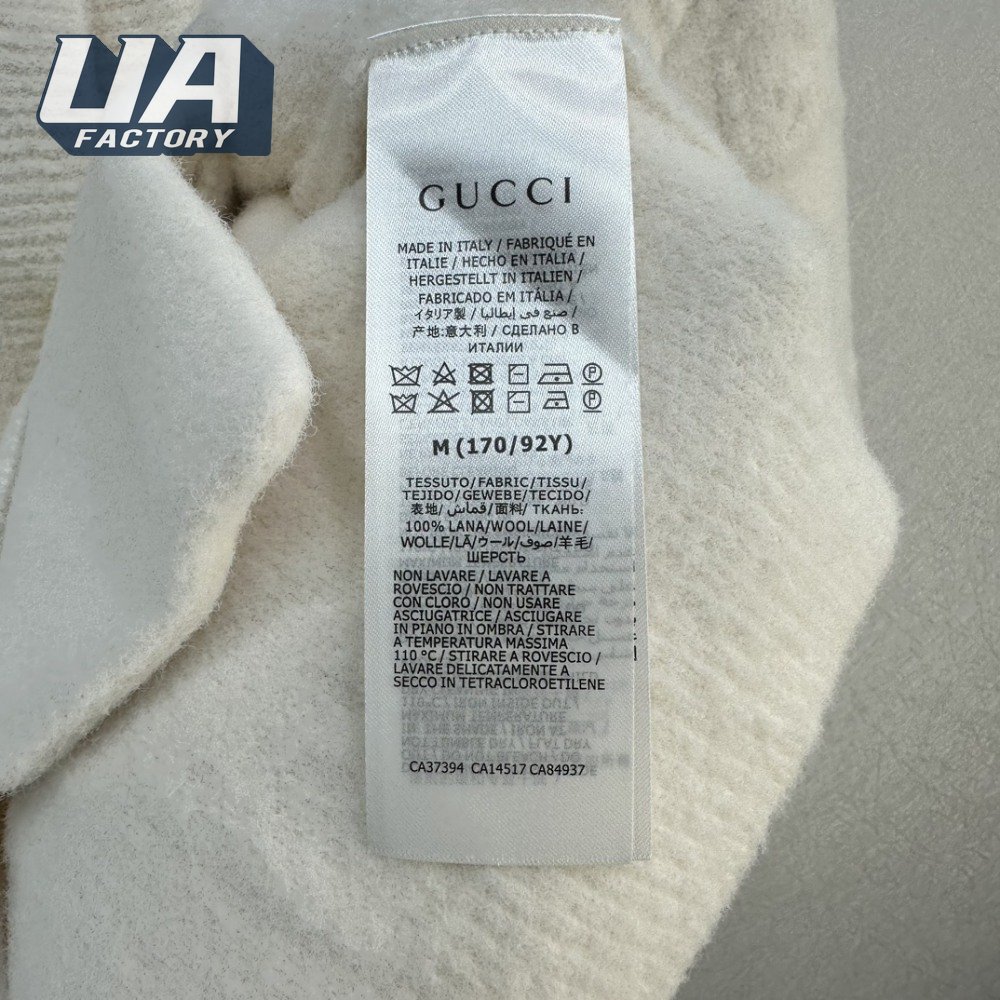 UA
FACTORY
GUCCI
MADE IN ITALY / FABRIQUÉ EN
ITALIE / HECHO EN ITALIA /
HERGESTELLT IN ITALIEN /
FABRICADO EM ITÁLIA /
イタリア製 / صنع في إيطاليا /
产地:意大利 / СДЕЛАНО В
ИТАЛИИ
M (170/92Y)
TESSUTO/FABRIC/TISSU/
TEJIDO/GEWEBE/TECIDO/
表地/قماش/面料/ ТКАНЬ:
100% LANA/WOOL/LAINE/
WOLLE/LÃ/ウール/صوف/羊毛/
ШЕРСТЬ
NON LAVARE / LAVARE A
ROVESCIO / NON TRATTARE
CON CLORO / NON USARE
ASCIUGATRICE / ASCIUGARE
IN PIANO IN OMBRA / STIRARE
A TEMPERATURA MASSIMA
110 °C / STIRARE A ROVESCIO /
LAVARE DELICATAMENTE A
SECCO IN TETRACLOROETILENE
CA37394 CA14517 CA84937